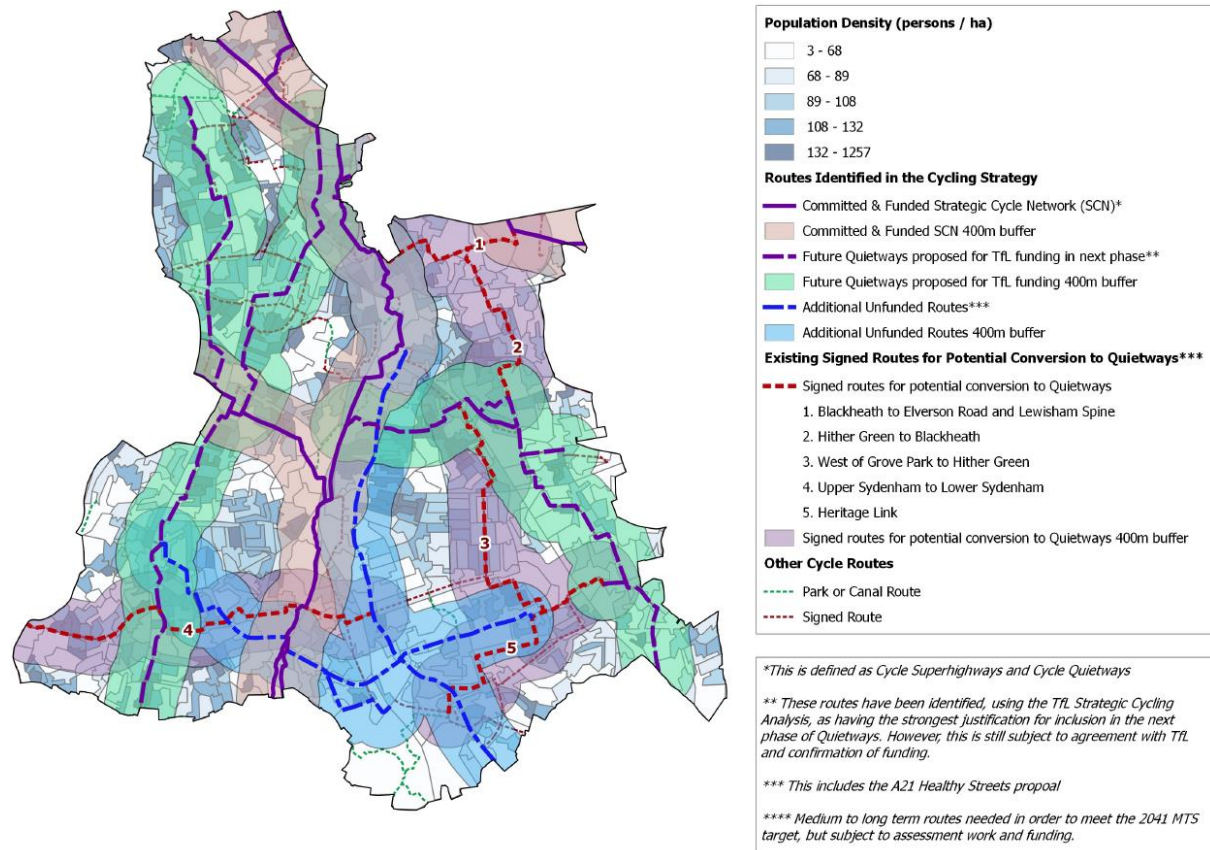 1
2
3
4
5
Population Density (persons / ha)
3 - 68
68 - 89
89 - 108
108 - 132
132 - 1257
Routes Identified in the Cycling Strategy
Committed & Funded Strategic Cycle Network (SCN)*
Committed & Funded SCN 400m buffer
Future Quietways proposed for TfL funding in next phase**
Future Quietways proposed for TfL funding 400m buffer
Additional Unfunded Routes***
Additional Unfunded Routes 400m buffer
Existing Signed Routes for Potential Conversion to Quietways***
Signed routes for potential conversion to Quietways
1. Blackheath to Elverson Road and Lewisham Spine
2. Hither Green to Blackheath
3. West of Grove Park to Hither Green
4. Upper Sydenham to Lower Sydenham
5. Heritage Link
Signed routes for potential conversion to Quietways 400m buffer
Other Cycle Routes
Park or Canal Route
Signed Route
*This is defined as Cycle Superhighways and Cycle Quietways
** These routes have been identified, using the TfL Strategic Cycling
Analysis, as having the strongest justification for inclusion in the next
phase of Quietways. However, this is still subject to agreement with TfL
and confirmation of funding.
*** This includes the A21 Healthy Streets propoal
**** Medium to long term routes needed in order to meet the 2041 MTS
target, but subject to assessment work and funding.